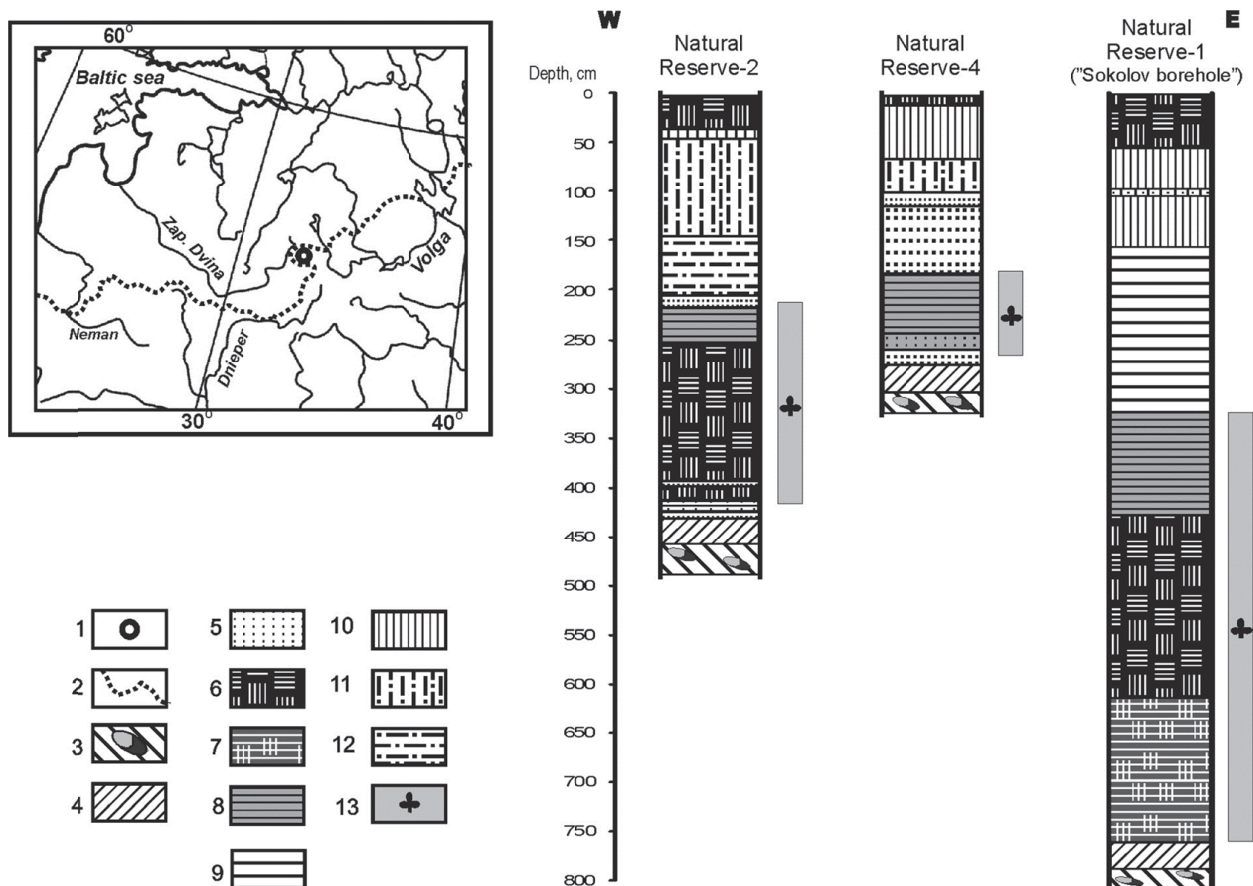 60°
Baltic sea
Zap. Dvina
Volga
Neman
Dnieper
30°
40°
W
E
Natural
Reserve-2
Natural
Reserve-4
Natural
Reserve-1
("Sokolov borehole")
Depth, cm
0
50
100
150
200
250
300
350
400
450
500
550
600
650
700
750
800
1
2
3
4
5
6
7
8
9
10
11
12
13